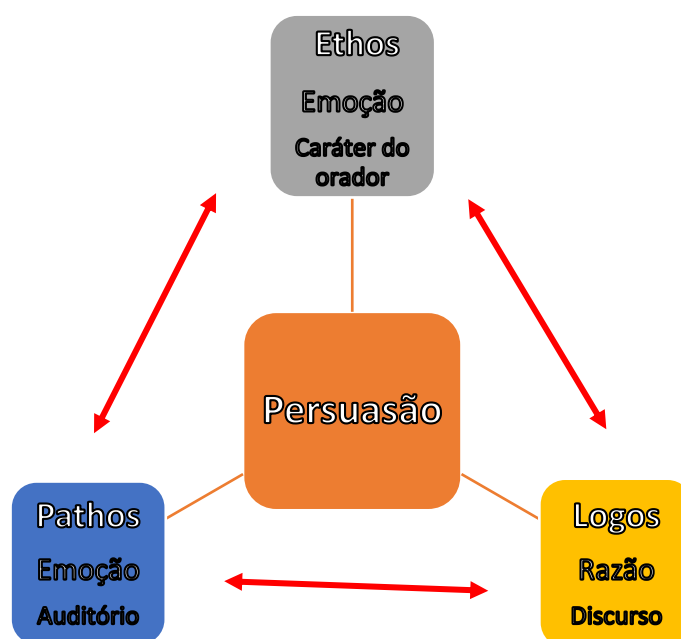 Ethos
Emoção
Caráter do
orador
Persuasão
Pathos
Emoção
Auditório
Logos
Razão
Discurso